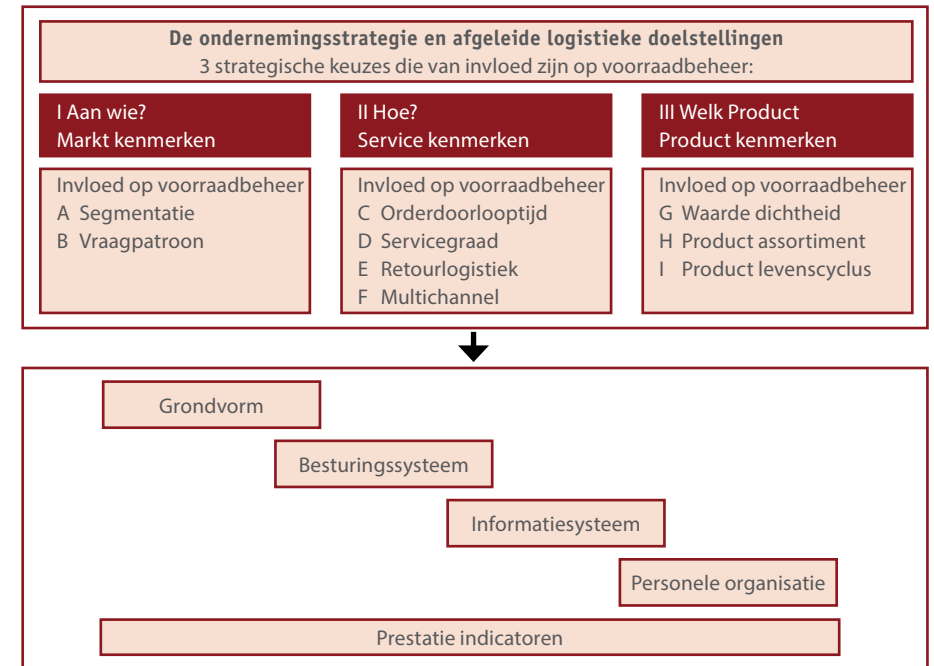 De ondernemingsstrategie en afgeleide logistieke doelstellingen
3 strategische keuzes die van invloed zijn op voorraadbeheer:
I Aan wie?
Markt kenmerken
II Hoe?
Service kenmerken
III Welk Product
Product kenmerken
Invloed op voorraadbeheer
A Segmentatie
B Vraagpatroon
Invloed op voorraadbeheer
C Orderdoorlooptijd
D Servicegraad
E Retourlogistiek
F Multichannel
Invloed op voorraadbeheer
G Waarde dichtheid
H Product assortiment
I Product levenscyclus
Grondvorm
Besturingssysteem
Informatiesysteem
Personele organisatie
Prestatie indicatoren